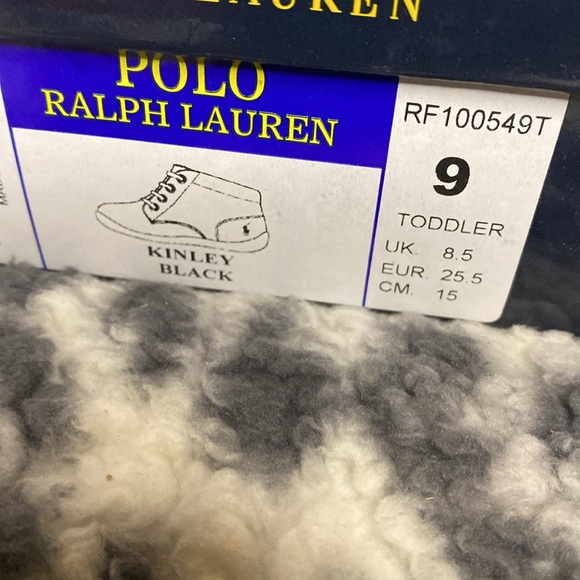 LAUREN
POLO
RALPH LAUREN
KINLEY
BLACK
RF100549T
9
TODDLER
UK. 8.5
EUR. 25.5
CM. 15